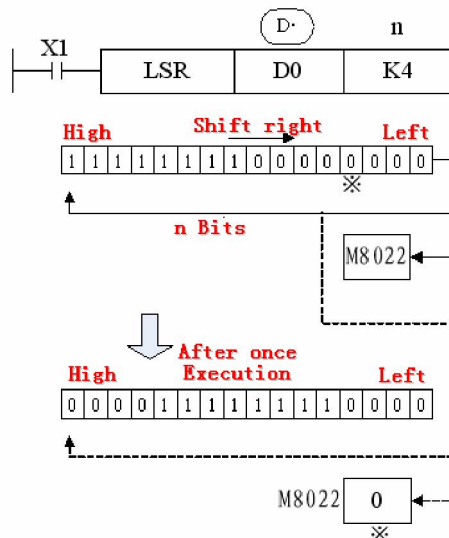 D· n
X1
LSR D0 K4
High Shift right Left
1 1 1 1 1 1 1 1 0 0 0 0 0 0 0 0
※
n Bits
M8022
After once
High Execution Left
0 0 0 0 1 1 1 1 1 1 1 1 0 0 0 0
M8022 0
※